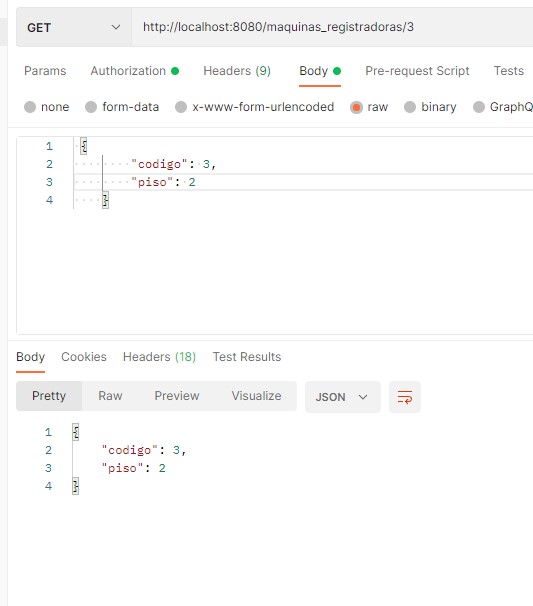 GET http://localhost:8080/maquinas_registradoras/3
Params Authorization Headers (9) Body Pre-request Script Tests
none form-data x-www-form-urlencoded raw binary GraphQ
1 {
2 "codigo": 3,
3 "piso": 2
4 }
Body Cookies Headers (18) Test Results
Pretty Raw Preview Visualize JSON
1 {
2 "codigo": 3,
3 "piso": 2
4 }